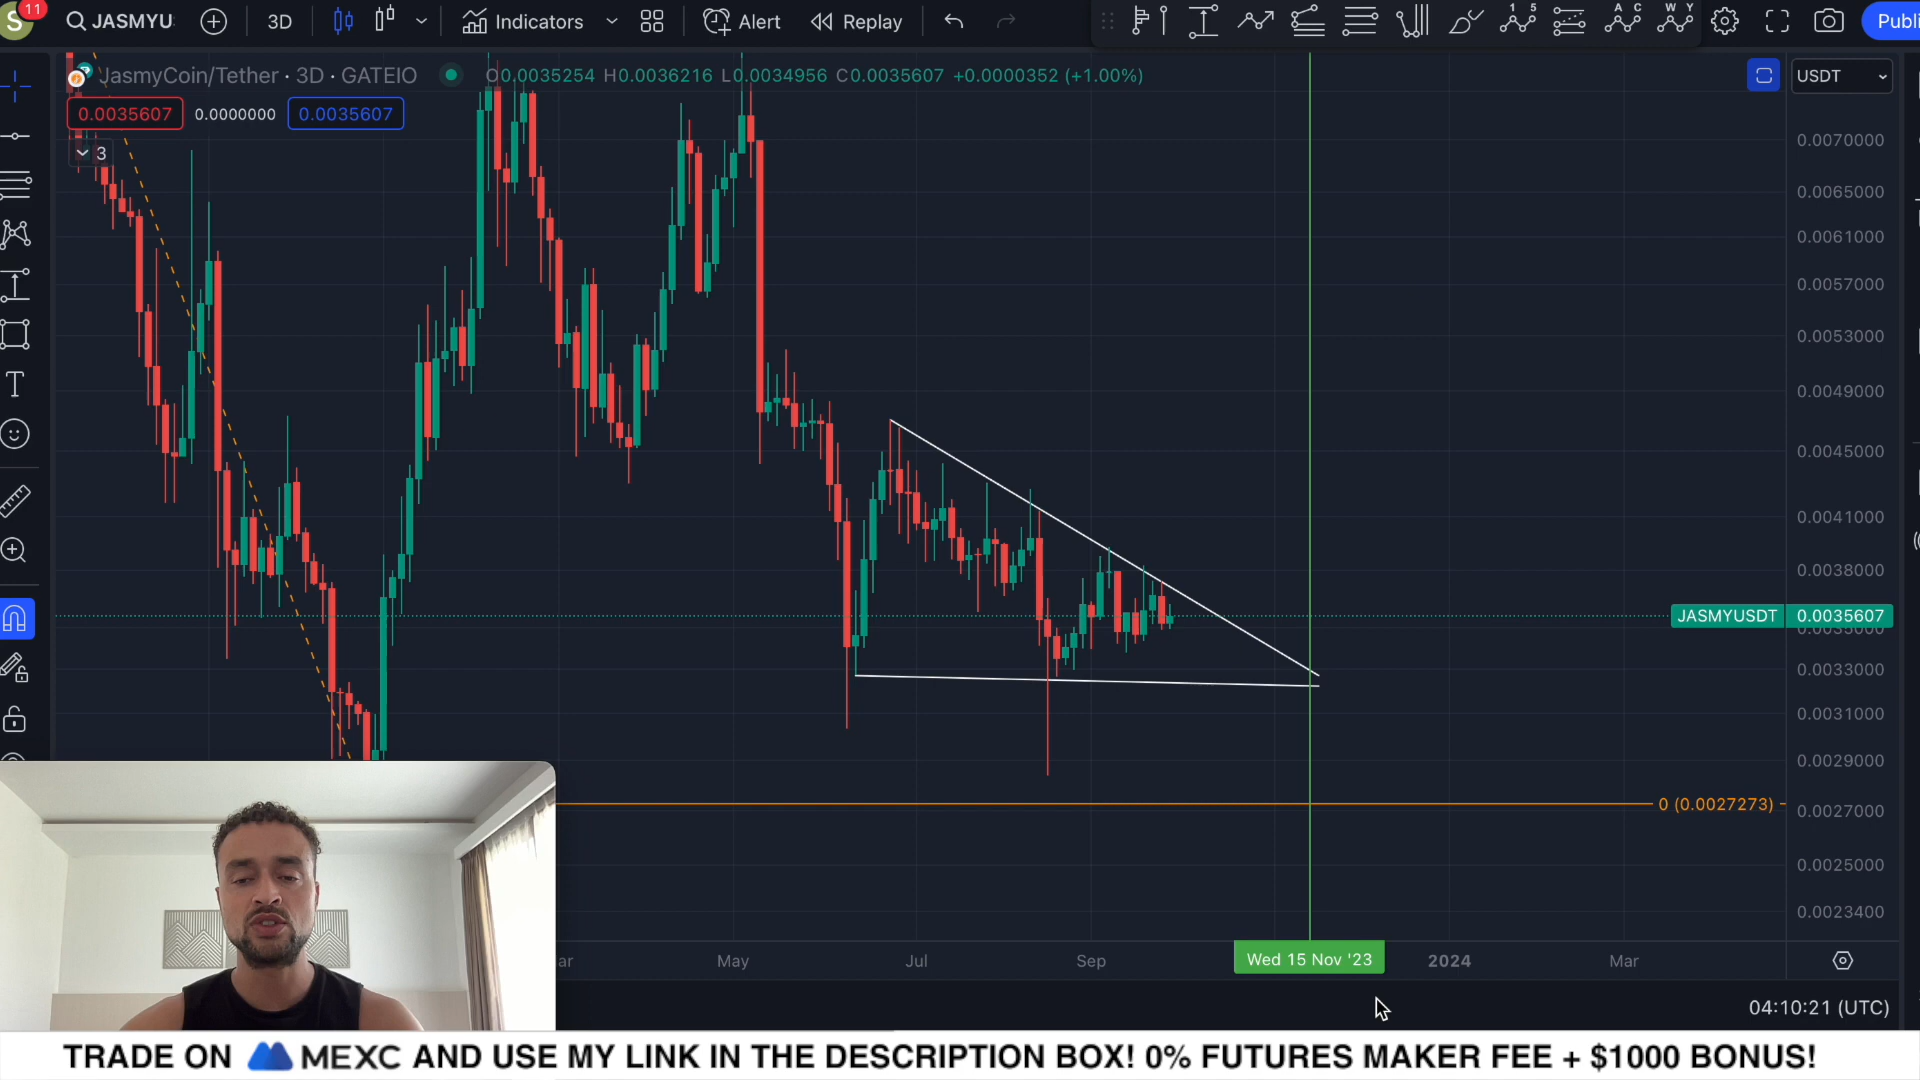 S
11
JASMYU
3D
Indicators
Alert
Replay
1 5
A C
W Y
Publi
JasmyCoin/Tether · 3D · GATEIO
O0.0035254 H0.0036216 L0.0034956 C0.0035607 +0.0000352 (+1.00%)
USDT
0.0035607
0.0000000
0.0035607
3
0.0070000
0.0065000
0.0061000
0.0057000
0.0053000
0.0049000
0.0045000
0.0041000
0.0038000
JASMYUSDT
0.0035607
0.0033000
0.0031000
0.0029000
0 (0.0027273)
0.0027000
0.0025000
0.0023400
ar
May
Jul
Sep
Wed 15 Nov '23
2024
Mar
04:10:21 (UTC)
TRADE ON MEXC AND USE MY LINK IN THE DESCRIPTION BOX! 0% FUTURES MAKER FEE + $1000 BONUS!